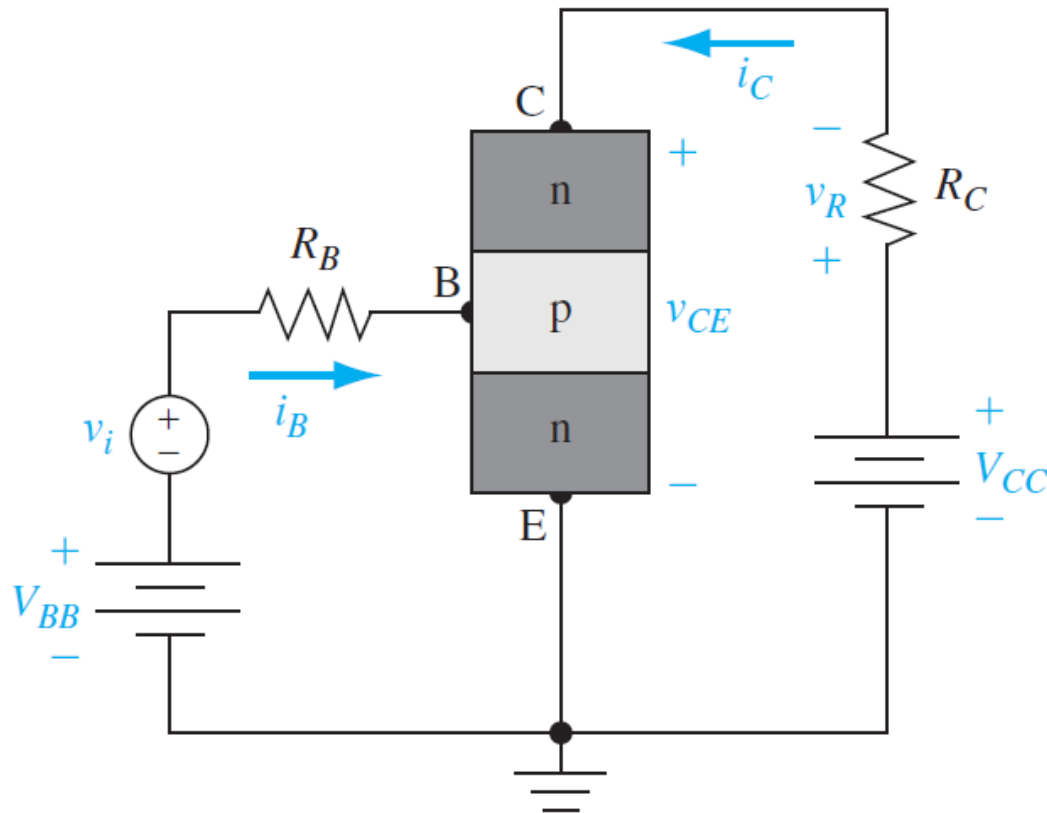 i_C
C
+
−
n
v_R
R_C
R_B
+
B
p
v_CE
i_B
+
v_i
+
−
n
V_CC
−
−
E
+
V_BB
−